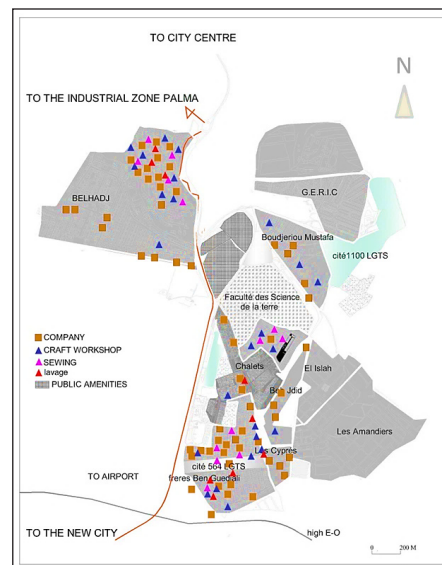 TO CITY CENTRE
TO THE INDUSTRIAL ZONE PALMA
N
G.E.R.I.C
BELHADJ
Boudjeriou Mustafa
cité1100 LGTS
Faculté des Science
de la terre
COMPANY
CRAFT WORKSHOP
SEWING
lavage
PUBLIC AMENITIES
Chalets
El Islah
Ben Jdid
Les Amandiers
Les Cyprès
TO AIRPORT
cité 564 LGTS
freres Ben Guedjali
TO THE NEW CITY
high E-O
0
200 M